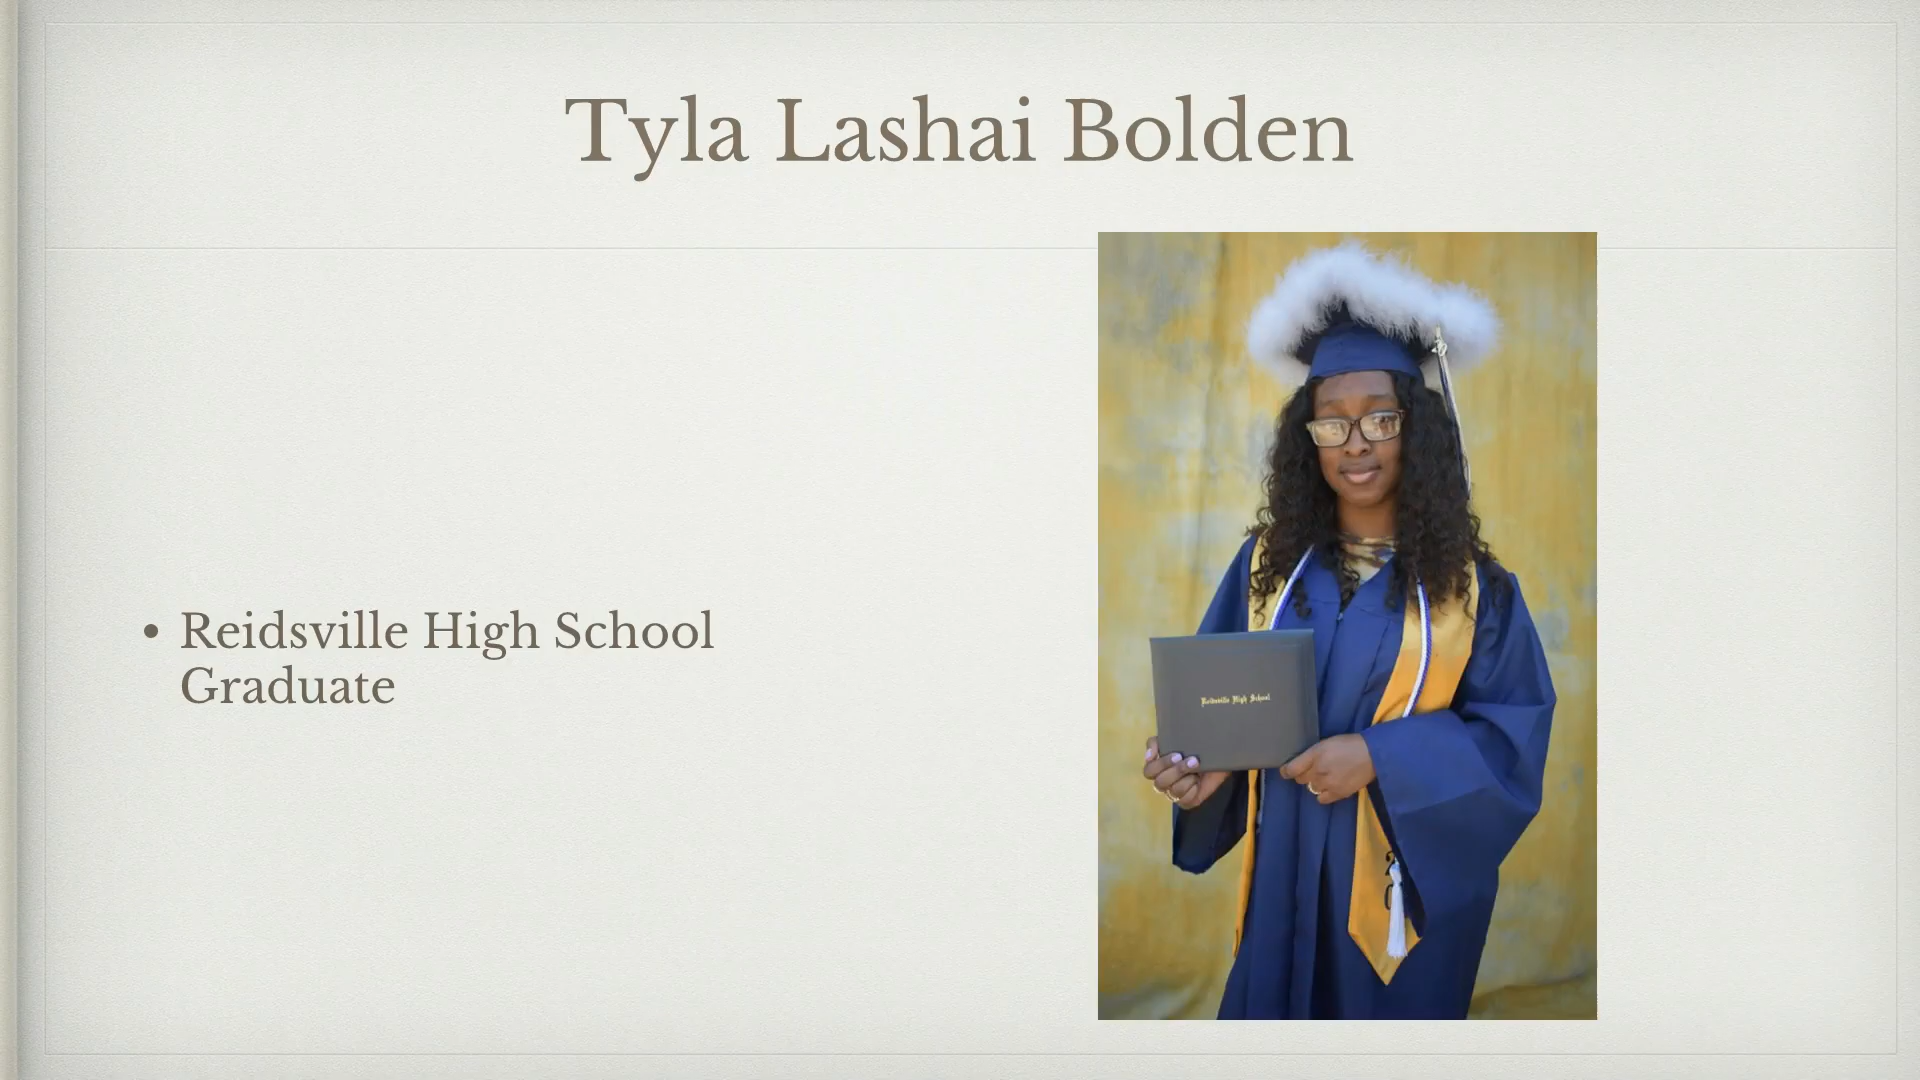 Tyla Lashai Bolden
• Reidsville High School
Graduate
Reidsville High School